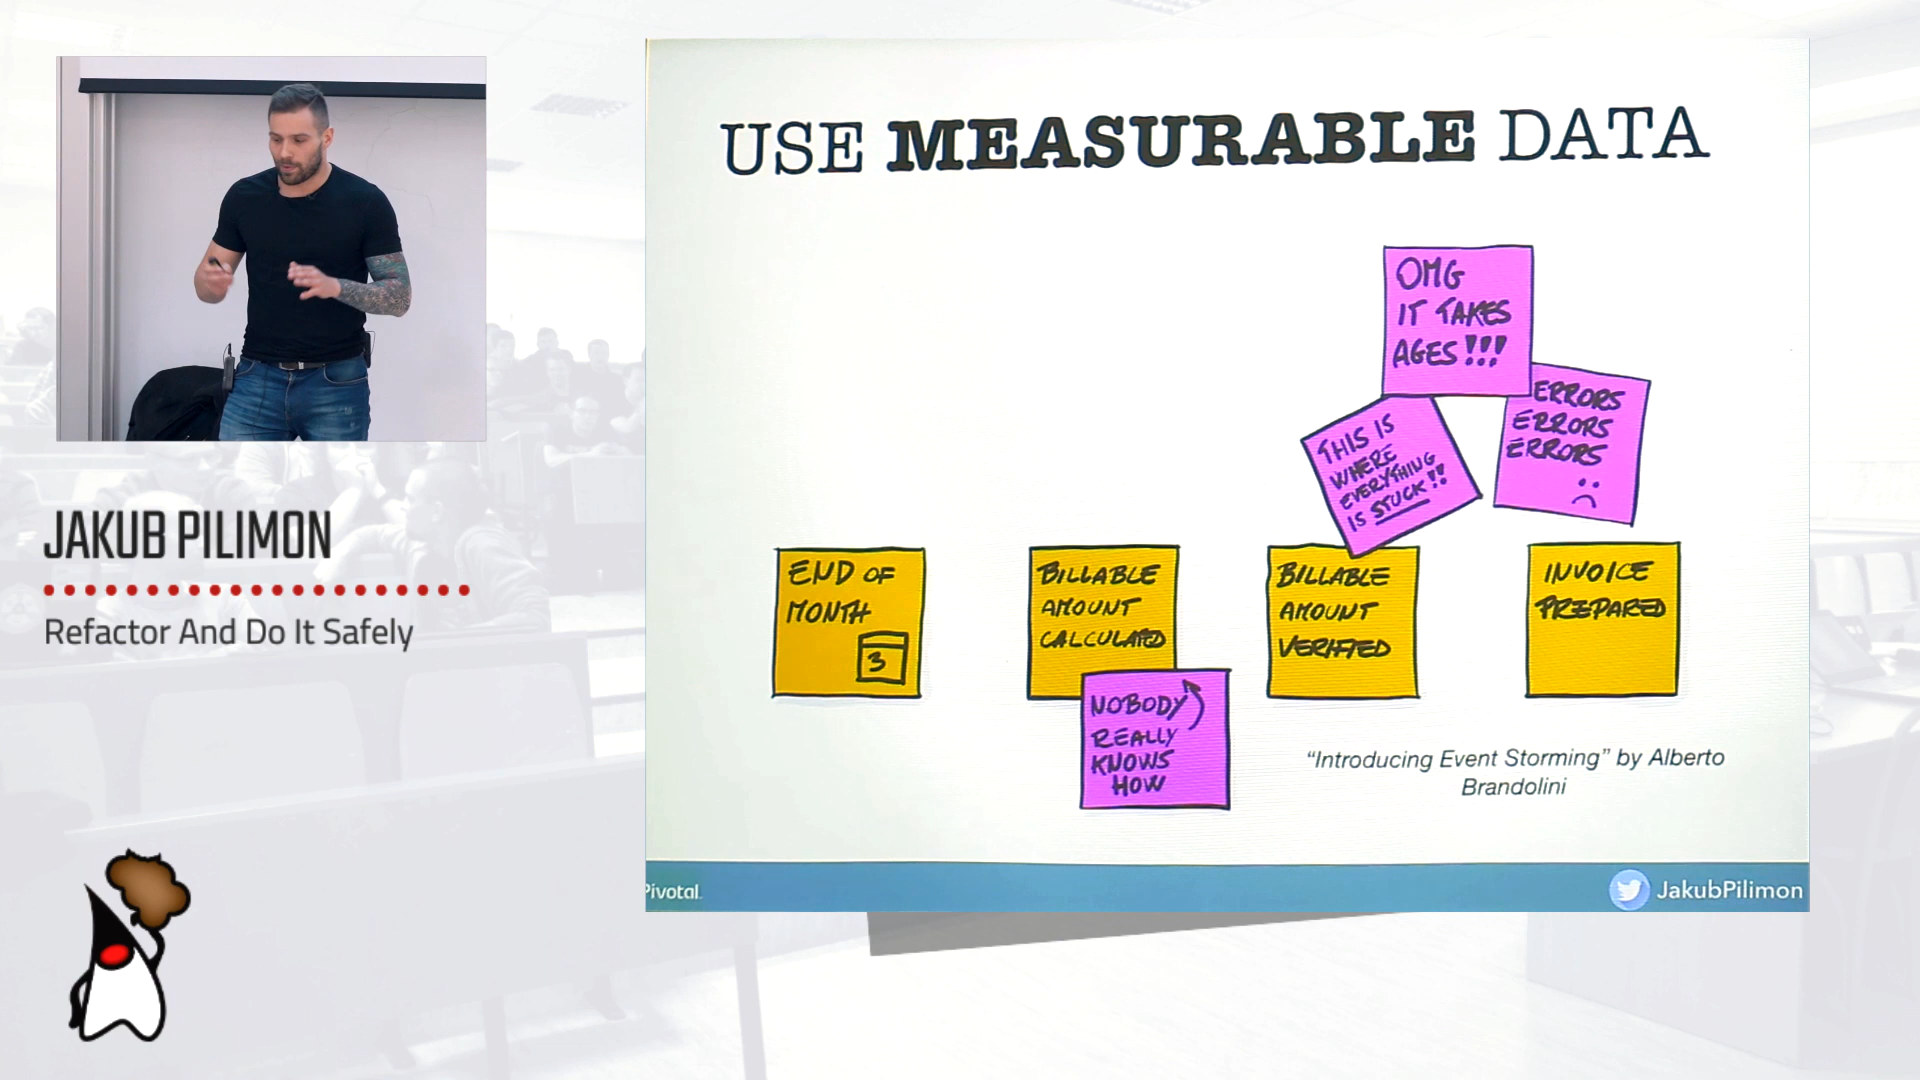 JAKUB PILIMON
Refactor And Do It Safely
USE MEASURABLE DATA
OMG
IT TAKES
AGES!!!
THIS IS
WHERE
EVERYTHING
IS STUCK!!
ERRORS
ERRORS
ERRORS
END OF
MONTH
3
BILLABLE
AMOUNT
CALCULATED
NOBODY
REALLY
KNOWS
HOW
BILLABLE
AMOUNT
VERIFIED
INVOICE
PREPARED
“Introducing Event Storming” by Alberto
Brandolini
Pivotal.
JakubPilimon